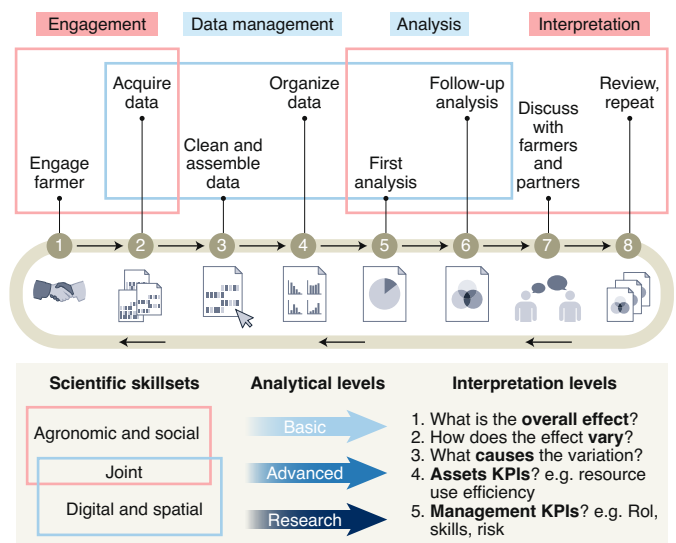 Engagement
Data management
Analysis
Interpretation
Acquire
data
Organize
data
Follow-up
analysis
Review,
repeat
Discuss
with
farmers
and
partners
Clean and
assemble
data
Engage
farmer
First
analysis
1
2
3
4
5
6
7
8
Scientific skillsets
Agronomic and social
Joint
Digital and spatial
Analytical levels
Basic
Advanced
Research
Interpretation levels
1. What is the overall effect?
2. How does the effect vary?
3. What causes the variation?
4. Assets KPIs? e.g. resource
use efficiency
5. Management KPIs? e.g. RoI,
skills, risk